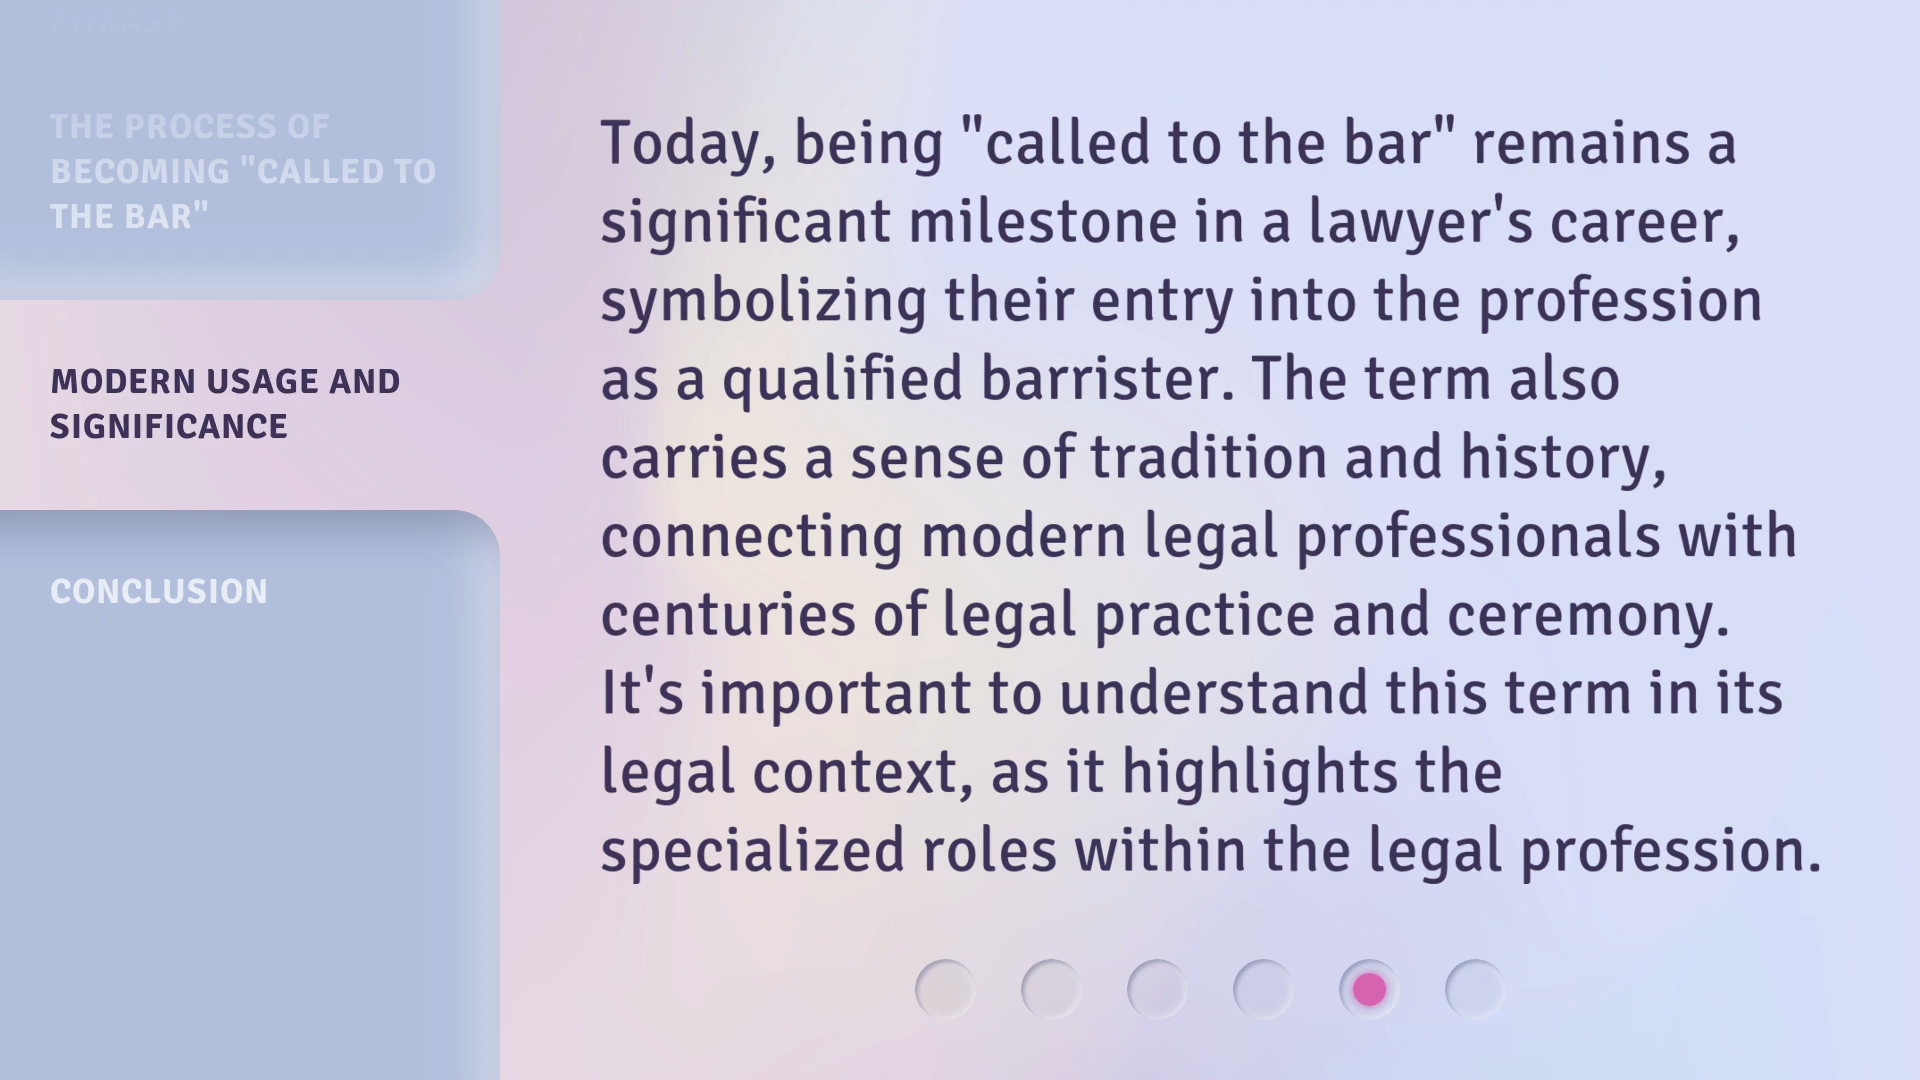 THE PROCESS OF
BECOMING "CALLED TO
THE BAR"
MODERN USAGE AND
SIGNIFICANCE
CONCLUSION
Today, being "called to the bar" remains a
significant milestone in a lawyer's career,
symbolizing their entry into the profession
as a qualified barrister. The term also
carries a sense of tradition and history,
connecting modern legal professionals with
centuries of legal practice and ceremony.
It's important to understand this term in its
legal context, as it highlights the
specialized roles within the legal profession.